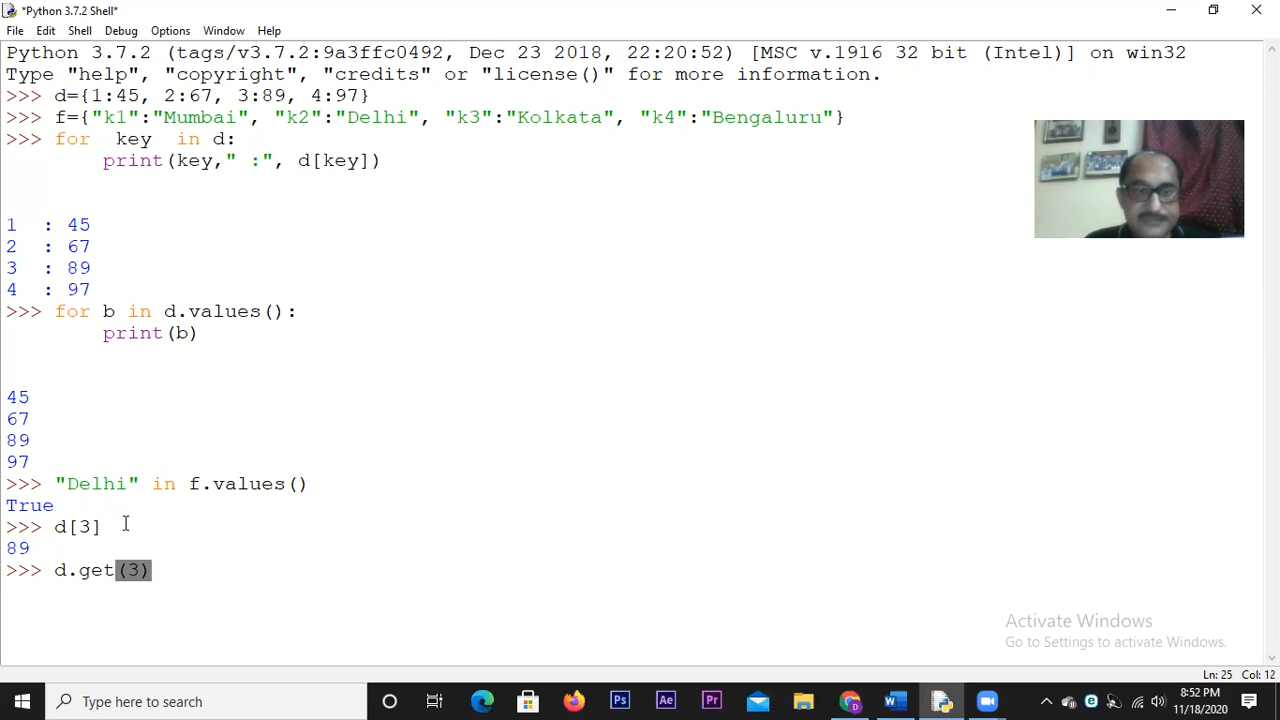 *Python 3.7.2 Shell*
File Edit Shell Debug Options Window Help
Python 3.7.2 (tags/v3.7.2:9a3ffc0492, Dec 23 2018, 22:20:52) [MSC v.1916 32 bit (Intel)] on win32
Type "help", "copyright", "credits" or "license()" for more information.
>>> d={1:45, 2:67, 3:89, 4:97}
>>> f={"k1":"Mumbai", "k2":"Delhi", "k3":"Kolkata", "k4":"Bengaluru"}
>>> for  key  in d:
        print(key," :", d[key])
1  : 45
2  : 67
3  : 89
4  : 97
>>> for b in d.values():
        print(b)
45
67
89
97
>>> "Delhi" in f.values()
True
>>> d[3]
89
>>> d.get(3)
Activate Windows
Go to Settings to activate Windows.
Ln: 25 Col: 12
Type here to search
Ps
Ae
Pr
8:52 PM
11/18/2020